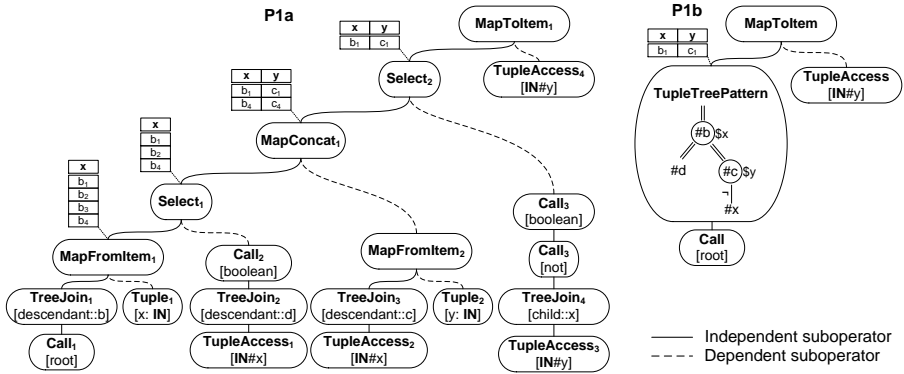 P1a
P1b
x y
b1 c1
MapToItem1
Select2
TupleAccess4
[IN#y]
x y
b1 c1
b4 c4
MapConcat1
x
b1
b2
b4
Select1
x
b1
b2
b3
b4
MapFromItem1
Call2
[boolean]
MapFromItem2
Call3
[boolean]
Call3
[not]
TreeJoin1
[descendant::b]
Tuple1
[x: IN]
TreeJoin2
[descendant::d]
TreeJoin3
[descendant::c]
Tuple2
[y: IN]
TreeJoin4
[child::x]
Call1
[root]
TupleAccess1
[IN#x]
TupleAccess2
[IN#x]
TupleAccess3
[IN#y]
x y
b1 c1
MapToItem
TupleAccess
[IN#y]
TupleTreePattern
#b $x
#d
#c $y
¬
#x
Call
[root]
Independent suboperator
Dependent suboperator